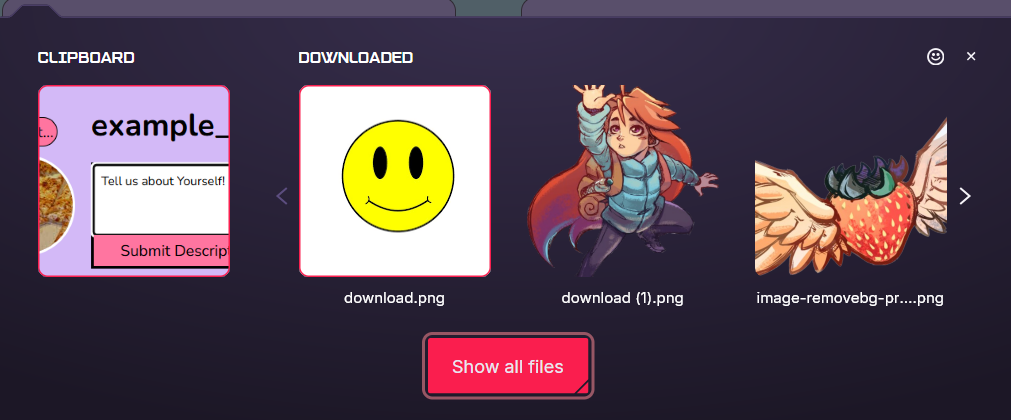 CLIPBOARD
DOWNLOADED
t...
example_
Tell us about Yourself!
Submit Descrip
download.png
download (1).png
image-removebg-pr....png
Show all files